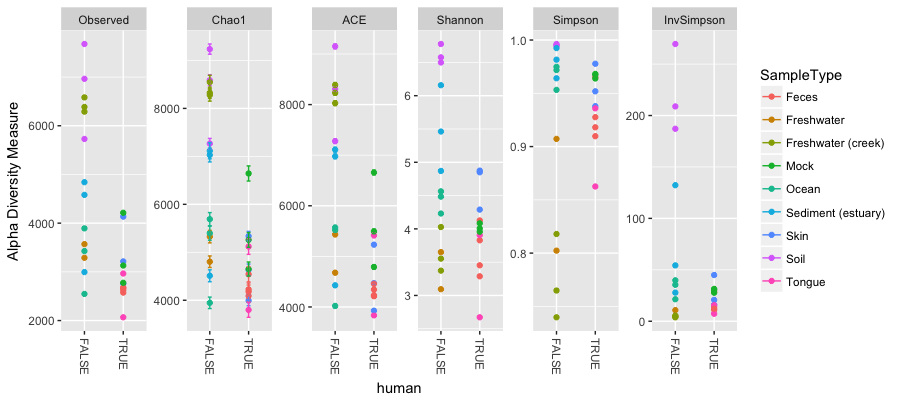 Observed
Chao1
ACE
Shannon
Simpson
InvSimpson
Alpha Diversity Measure
6000
4000
2000
8000
6000
4000
8000
6000
4000
6
5
4
3
1.0
0.9
0.8
200
100
0
FALSE
TRUE
FALSE
TRUE
FALSE
TRUE
FALSE
TRUE
FALSE
TRUE
FALSE
TRUE
human
SampleType
Feces
Freshwater
Freshwater (creek)
Mock
Ocean
Sediment (estuary)
Skin
Soil
Tongue